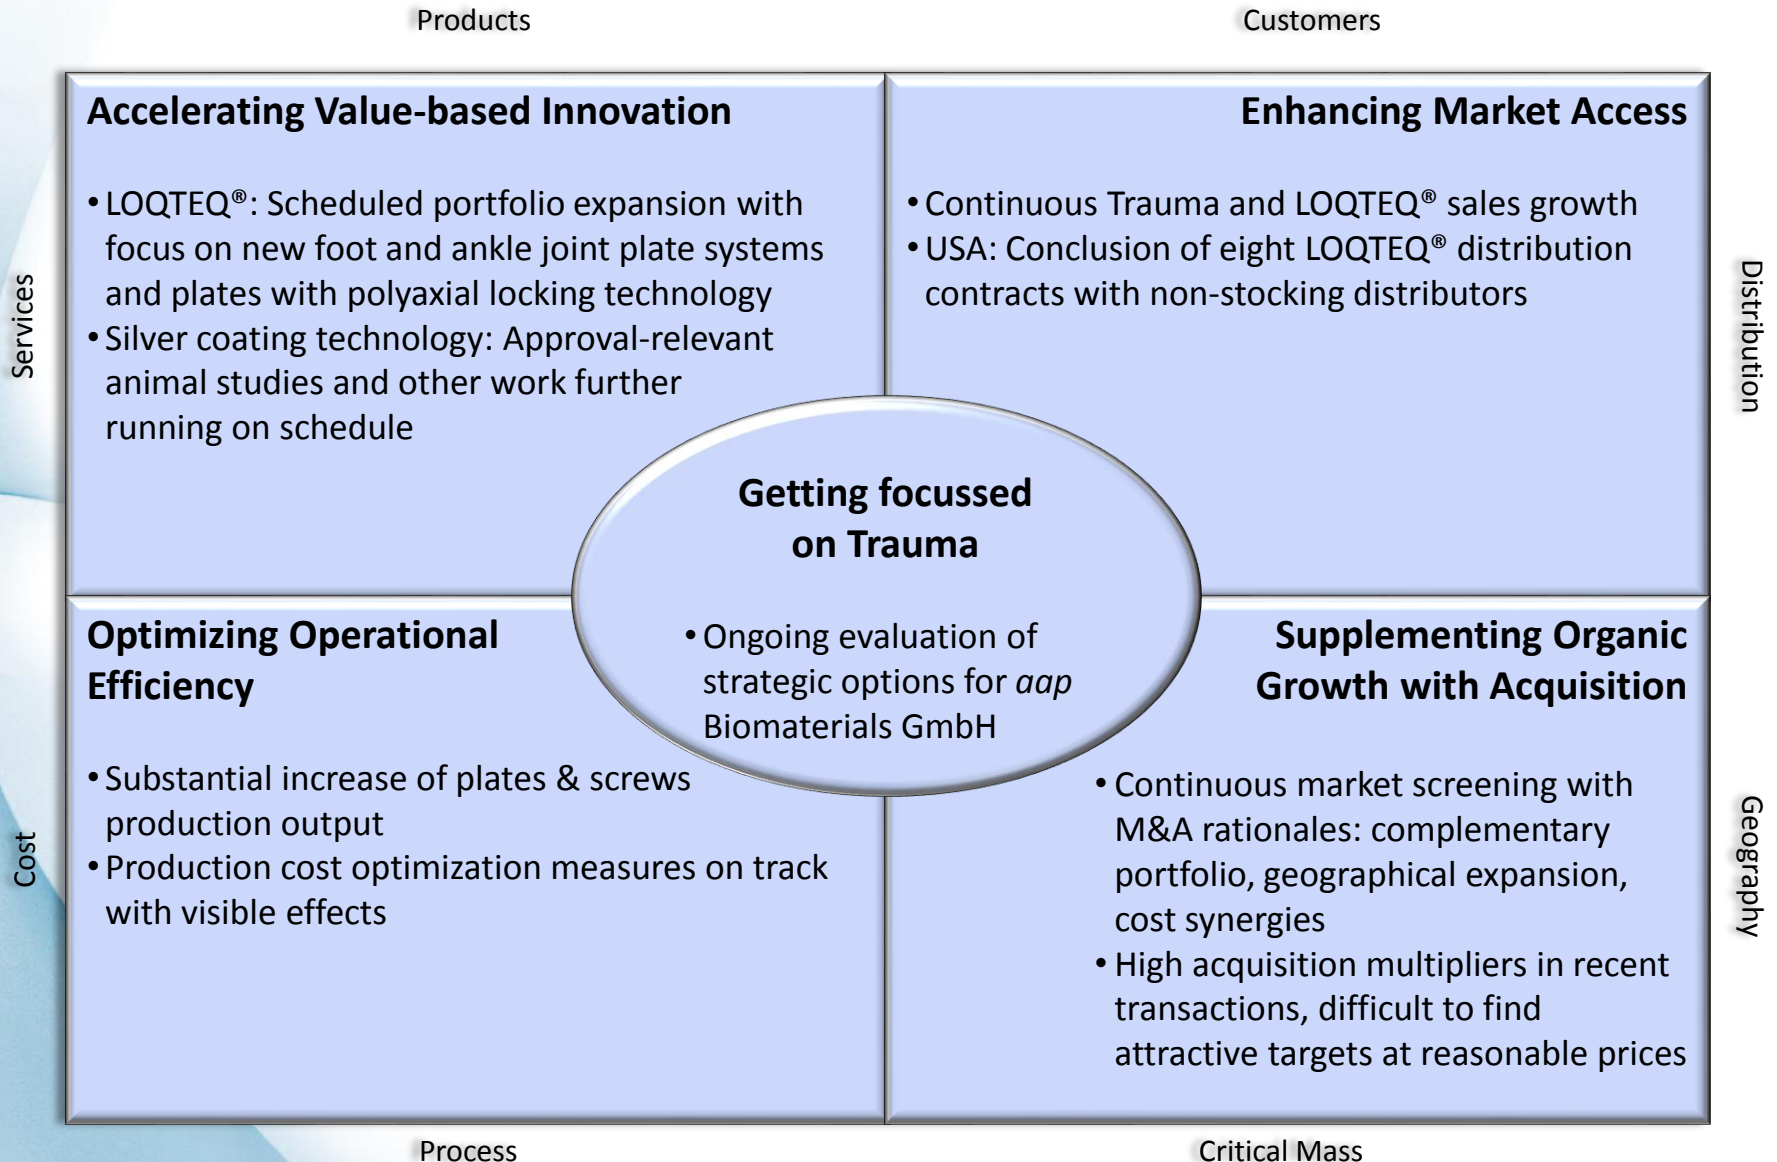 Products
Customers
Services
Distribution
Accelerating Value-based Innovation
• LOQTEQ®: Scheduled portfolio expansion with
focus on new foot and ankle joint plate systems
and plates with polyaxial locking technology
• Silver coating technology: Approval-relevant
animal studies and other work further
running on schedule
Enhancing Market Access
• Continuous Trauma and LOQTEQ® sales growth
• USA: Conclusion of eight LOQTEQ® distribution
contracts with non-stocking distributors
Getting focussed
on Trauma
• Ongoing evaluation of
strategic options for aap
Biomaterials GmbH
Cost
Geography
Optimizing Operational
Efficiency
• Substantial increase of plates & screws
production output
• Production cost optimization measures on track
with visible effects
Supplementing Organic
Growth with Acquisition
• Continuous market screening with
M&A rationales: complementary
portfolio, geographical expansion,
cost synergies
• High acquisition multipliers in recent
transactions, difficult to find
attractive targets at reasonable prices
Process
Critical Mass